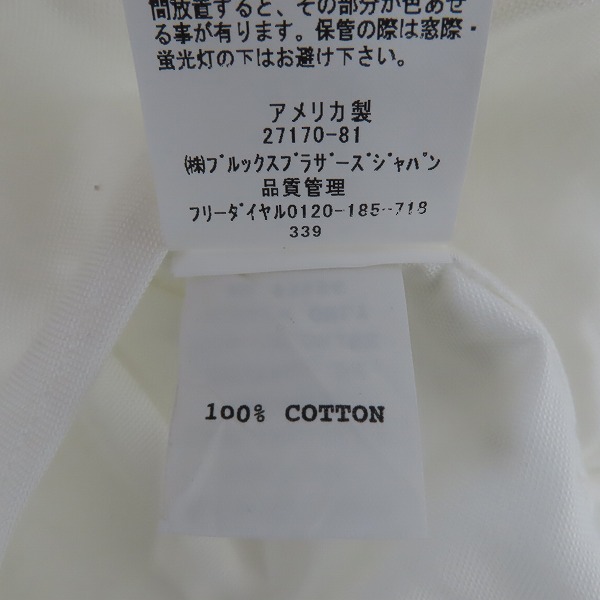 間放置すると、その部分が色あせ
る事が有ります。保管の際は窓際・
蛍光灯の下はお避け下さい。
アメリカ製
27170-81
㈱ﾌﾞﾙｯｸｽﾌﾞﾗｻﾞｰｽﾞｼﾞｬﾊﾟﾝ
品質管理
フリーダイヤル0120-185-718
339
100% COTTON